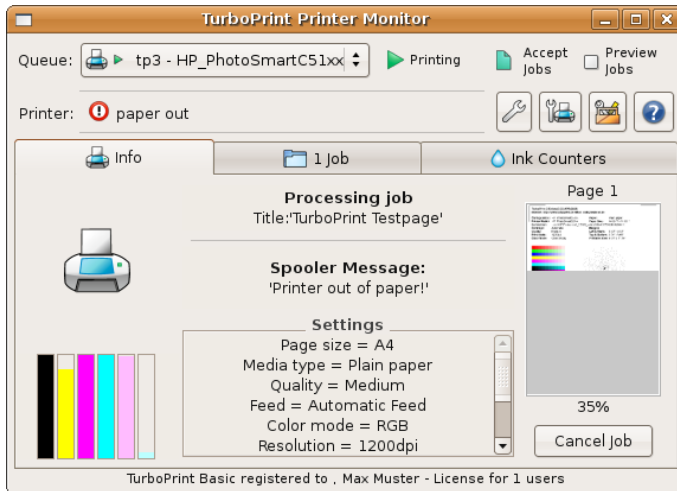 TurboPrint Printer Monitor
Queue: tp3 - HP_PhotoSmartC51xx Printing Accept Jobs Preview Jobs
Printer: paper out
Info 1 Job Ink Counters
Processing job
Title:'TurboPrint Testpage'
Spooler Message:
'Printer out of paper!'
Settings
Page size = A4
Media type = Plain paper
Quality = Medium
Feed = Automatic Feed
Color mode = RGB
Resolution = 1200dpi
Page 1
35%
Cancel Job
TurboPrint Basic registered to , Max Muster - License for 1 users